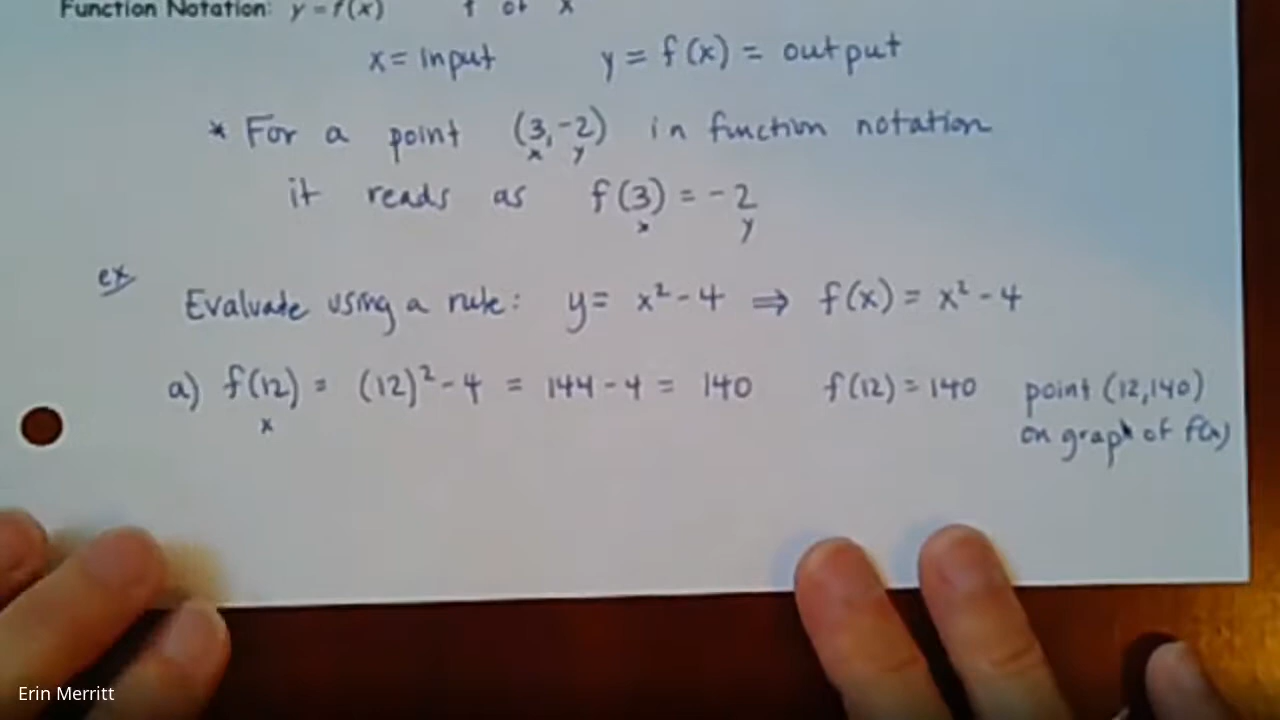 Function Notation: y = f(x) f of x
x = input y = f(x) = output
* For a point (3,-2) in function notation
x y
it reads as f(3) = -2
x y
ex
Evaluate using a rule: y = x² - 4 ⇒ f(x) = x² - 4
a) f(12) = (12)² - 4 = 144 - 4 = 140 f(12) = 140 point (12,140)
x on graph of f(x)
Erin Merritt